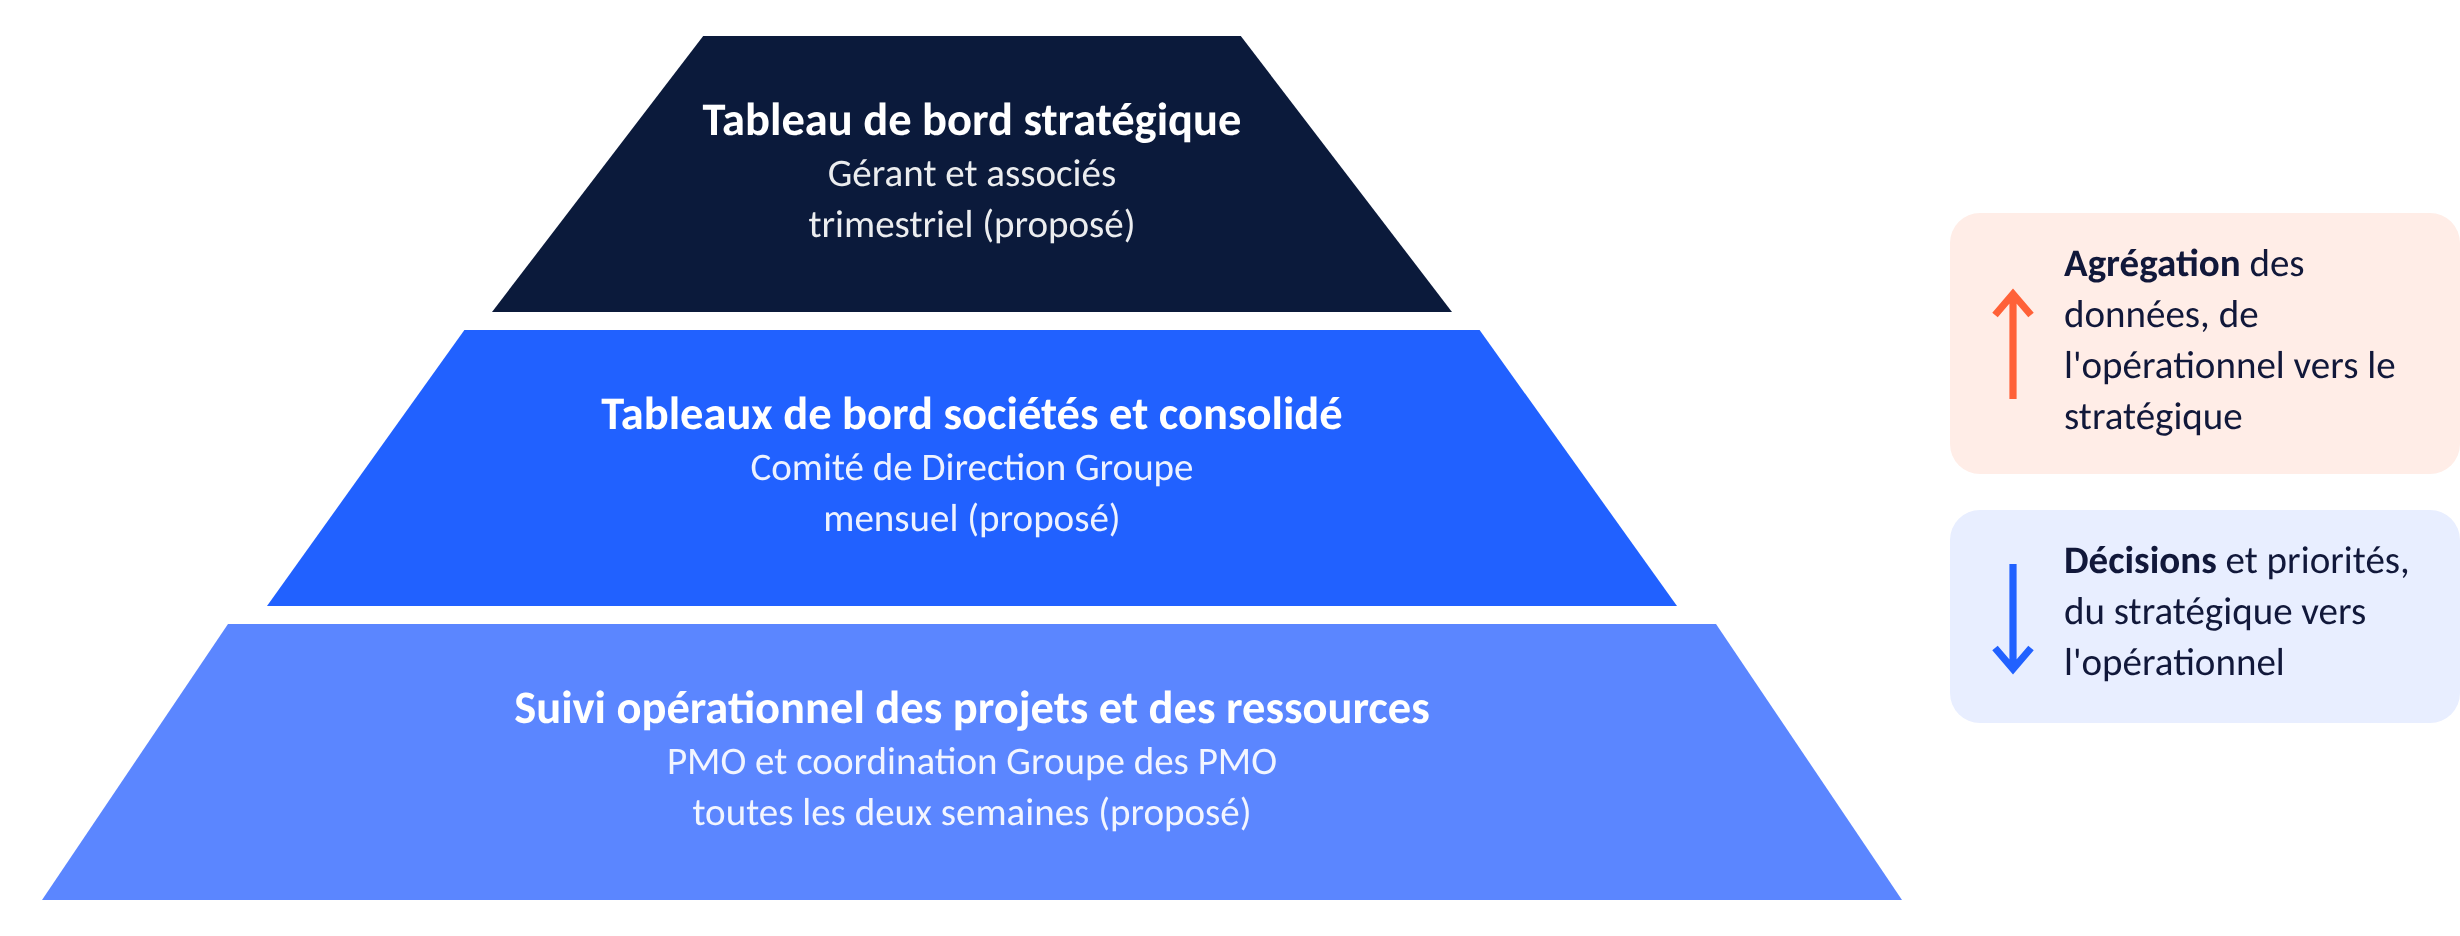 Tableau de bord stratégique
Gérant et associés
trimestriel (proposé)
Tableaux de bord sociétés et consolidé
Comité de Direction Groupe
mensuel (proposé)
Suivi opérationnel des projets et des ressources
PMO et coordination Groupe des PMO
toutes les deux semaines (proposé)
Agrégation des
données, de
l'opérationnel vers le
stratégique
Décisions et priorités,
du stratégique vers
l'opérationnel